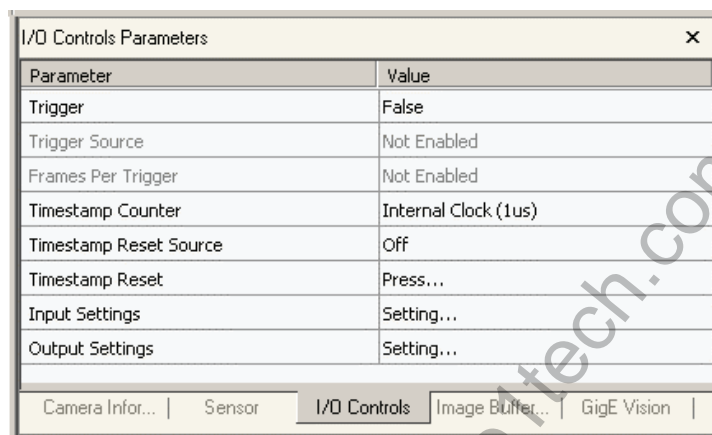 I/O Controls Parameters
Parameter Value
Trigger False
Trigger Source Not Enabled
Frames Per Trigger Not Enabled
Timestamp Counter Internal Clock (1us)
Timestamp Reset Source Off
Timestamp Reset Press...
Input Settings Setting...
Output Settings Setting...
Camera Infor... | Sensor I/O Controls Image Buffer... | GigE Vision |